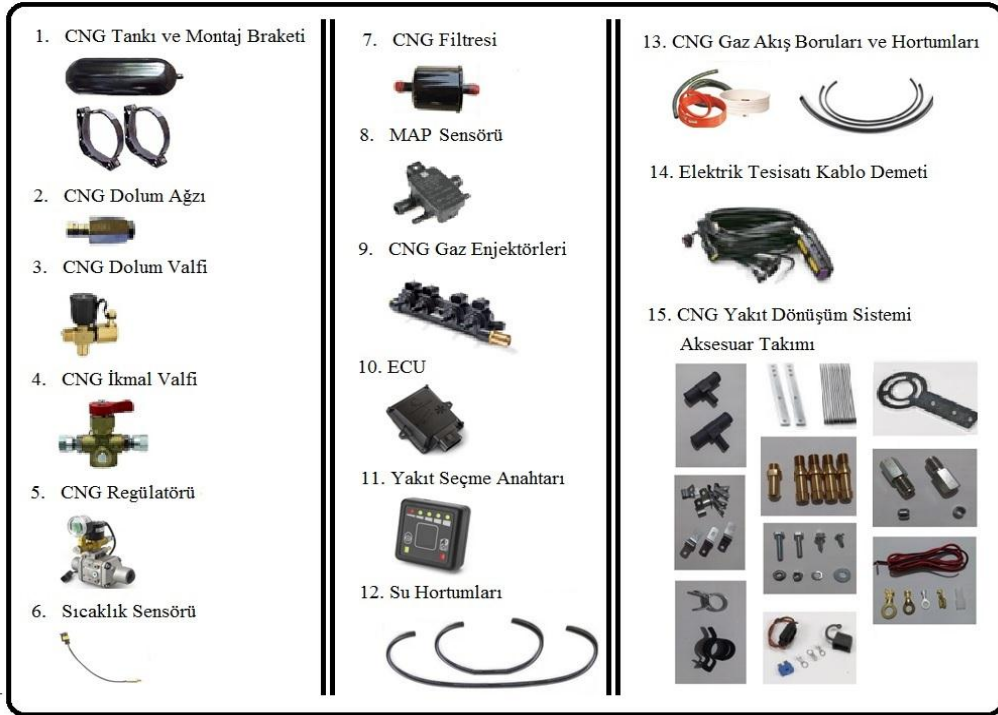 1. CNG Tankı ve Montaj Braketi
2. CNG Dolum Ağzı
3. CNG Dolum Valfi
4. CNG İkmal Valfi
5. CNG Regülatörü
6. Sıcaklık Sensörü
7. CNG Filtresi
8. MAP Sensörü
9. CNG Gaz Enjektörleri
10. ECU
11. Yakıt Seçme Anahtarı
12. Su Hortumları
13. CNG Gaz Akış Boruları ve Hortumları
14. Elektrik Tesisatı Kablo Demeti
15. CNG Yakıt Dönüşüm Sistemi
Aksesuar Takımı